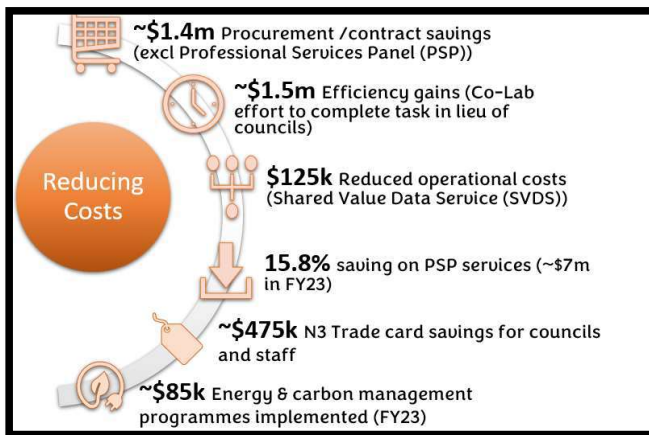 ~$1.4m Procurement /contract savings
(excl Professional Services Panel (PSP))
~$1.5m Efficiency gains (Co-Lab
effort to complete task in lieu of
councils)
Reducing
Costs
$125k Reduced operational costs
(Shared Value Data Service (SVDS))
15.8% saving on PSP services (~$7m
in FY23)
~$475k N3 Trade card savings for councils
and staff
~$85k Energy & carbon management
programmes implemented (FY23)